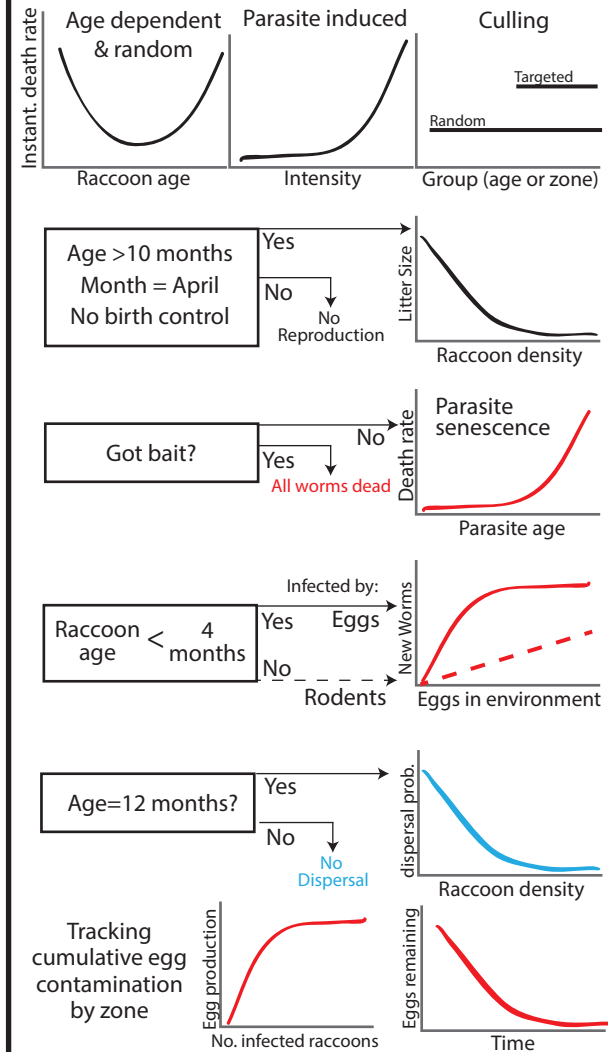 Age dependent
& random
Instant. death rate
Raccoon age
Parasite induced
Intensity
Culling
Targeted
Random
Group (age or zone)
Age >10 months
Month = April
No birth control
Yes
No
No
Reproduction
Litter Size
Raccoon density
Got bait?
No
Yes
All worms dead
Parasite
senescence
Death rate
Parasite age
Raccoon
age
<
4
months
Infected by:
Yes
Eggs
No
Rodents
New Worms
Eggs in environment
Age=12 months?
Yes
No
No
Dispersal
dispersal prob.
Raccoon density
Tracking
cumulative egg
contamination
by zone
Egg production
No. infected raccoons
Eggs remaining
Time